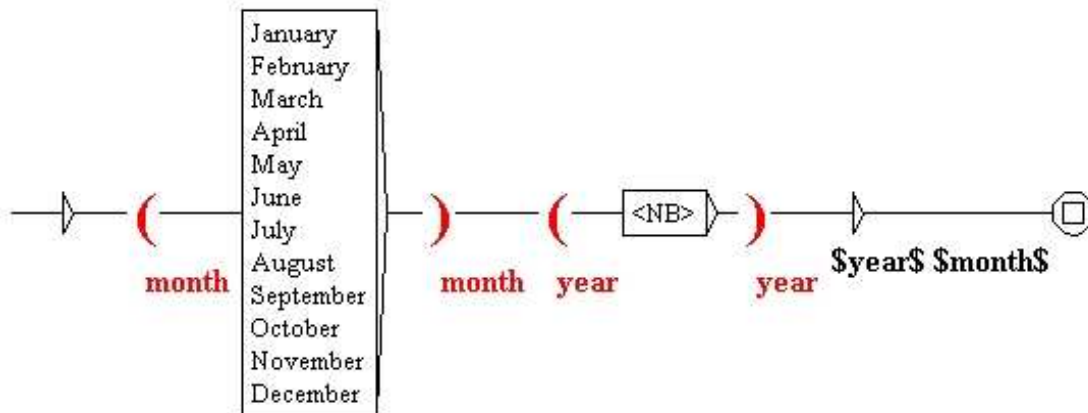 January
February
March
April
May
June
July
August
September
October
November
December
( month
) month
( year
<NB>
) year
$year$ $month$